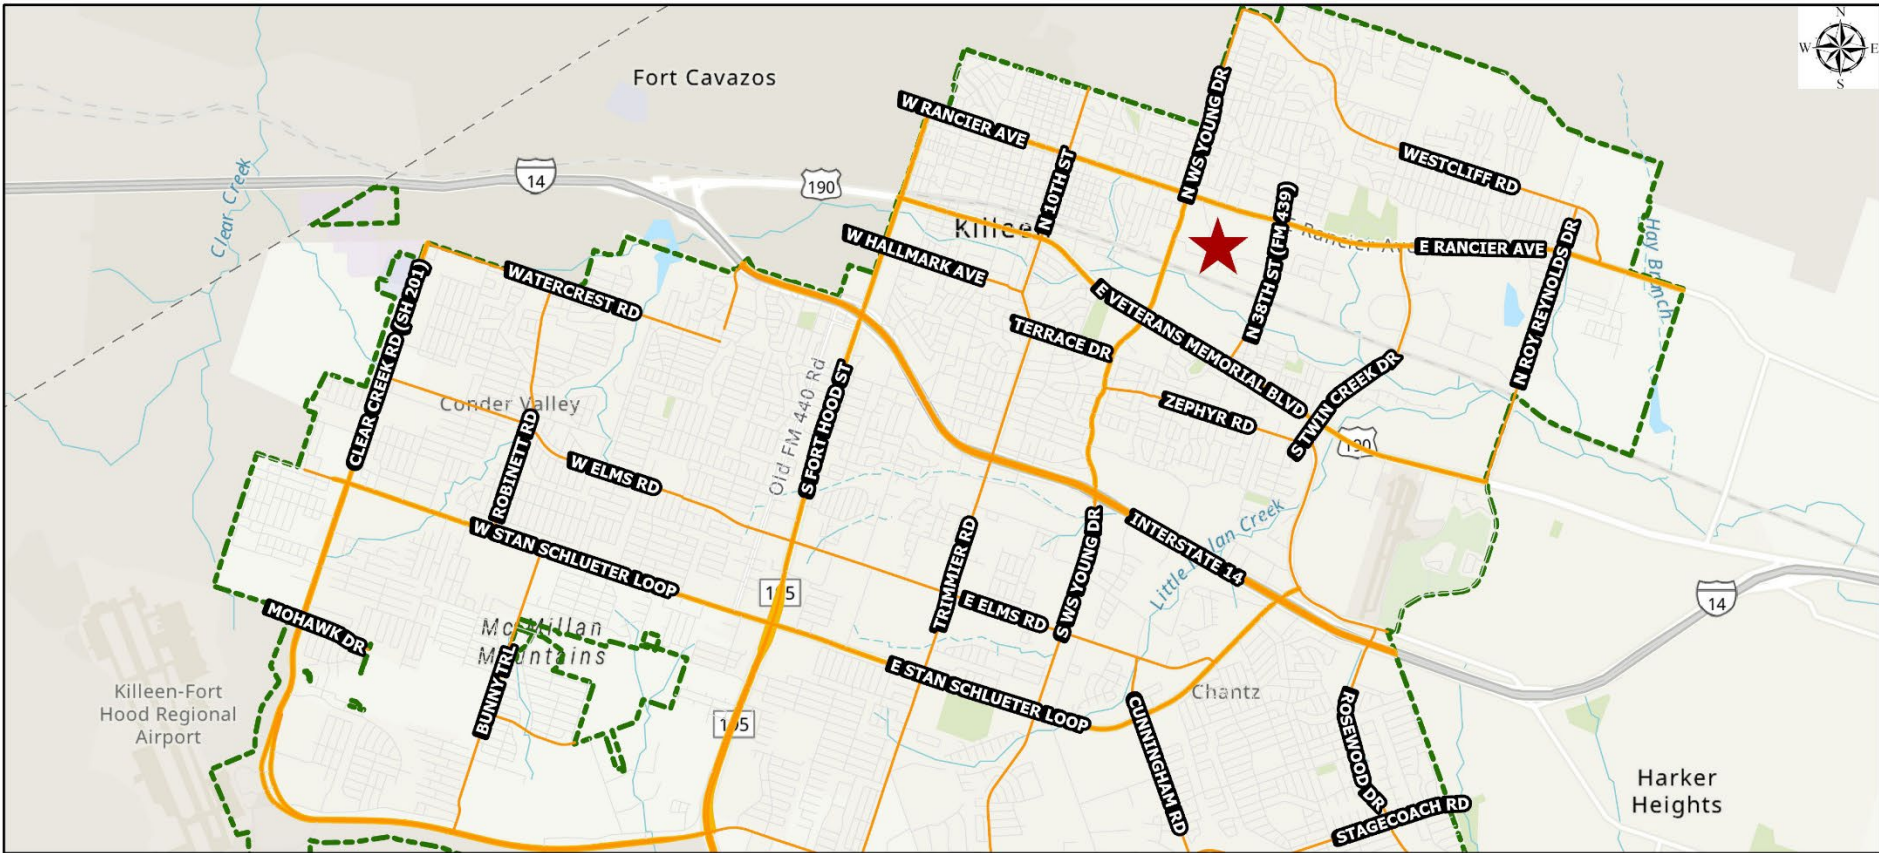 N
W E
S
Fort Cavazos
W RANCIER AVE
N WS YOUNG DR
WESTCLIFF RD
14
190
N 10TH ST
N 38TH ST (FM 439)
Clear Creek
Kille
Rancier Ave
E RANCIER AVE
N ROY REYNOLDS DR
Hay Branch
W HALLMARK AVE
WATERCREST RD
CLEAR CREEK RD (SH 201)
E VETERANS MEMORIAL BLVD
TERRACE DR
Old FM 440 Rd
S FORT HOOD ST
Conder Valley
ZEPHYR RD
S TWIN CREEK DR
190
ROBINETT RD
W ELMS RD
W STAN SCHLUETER LOOP
TRIMMIER RD
S WS YOUNG DR
INTERSTATE 14
Little Creek
195
14
E ELMS RD
MOHAWK DR
McMillan
Mountains
BUNNY TRL
E STAN SCHLUETER LOOP
Chantz
Killeen-Fort
Hood Regional
Airport
195
CUNNINGHAM RD
ROSEWOOD DR
Harker
Heights
STAGECOACH RD